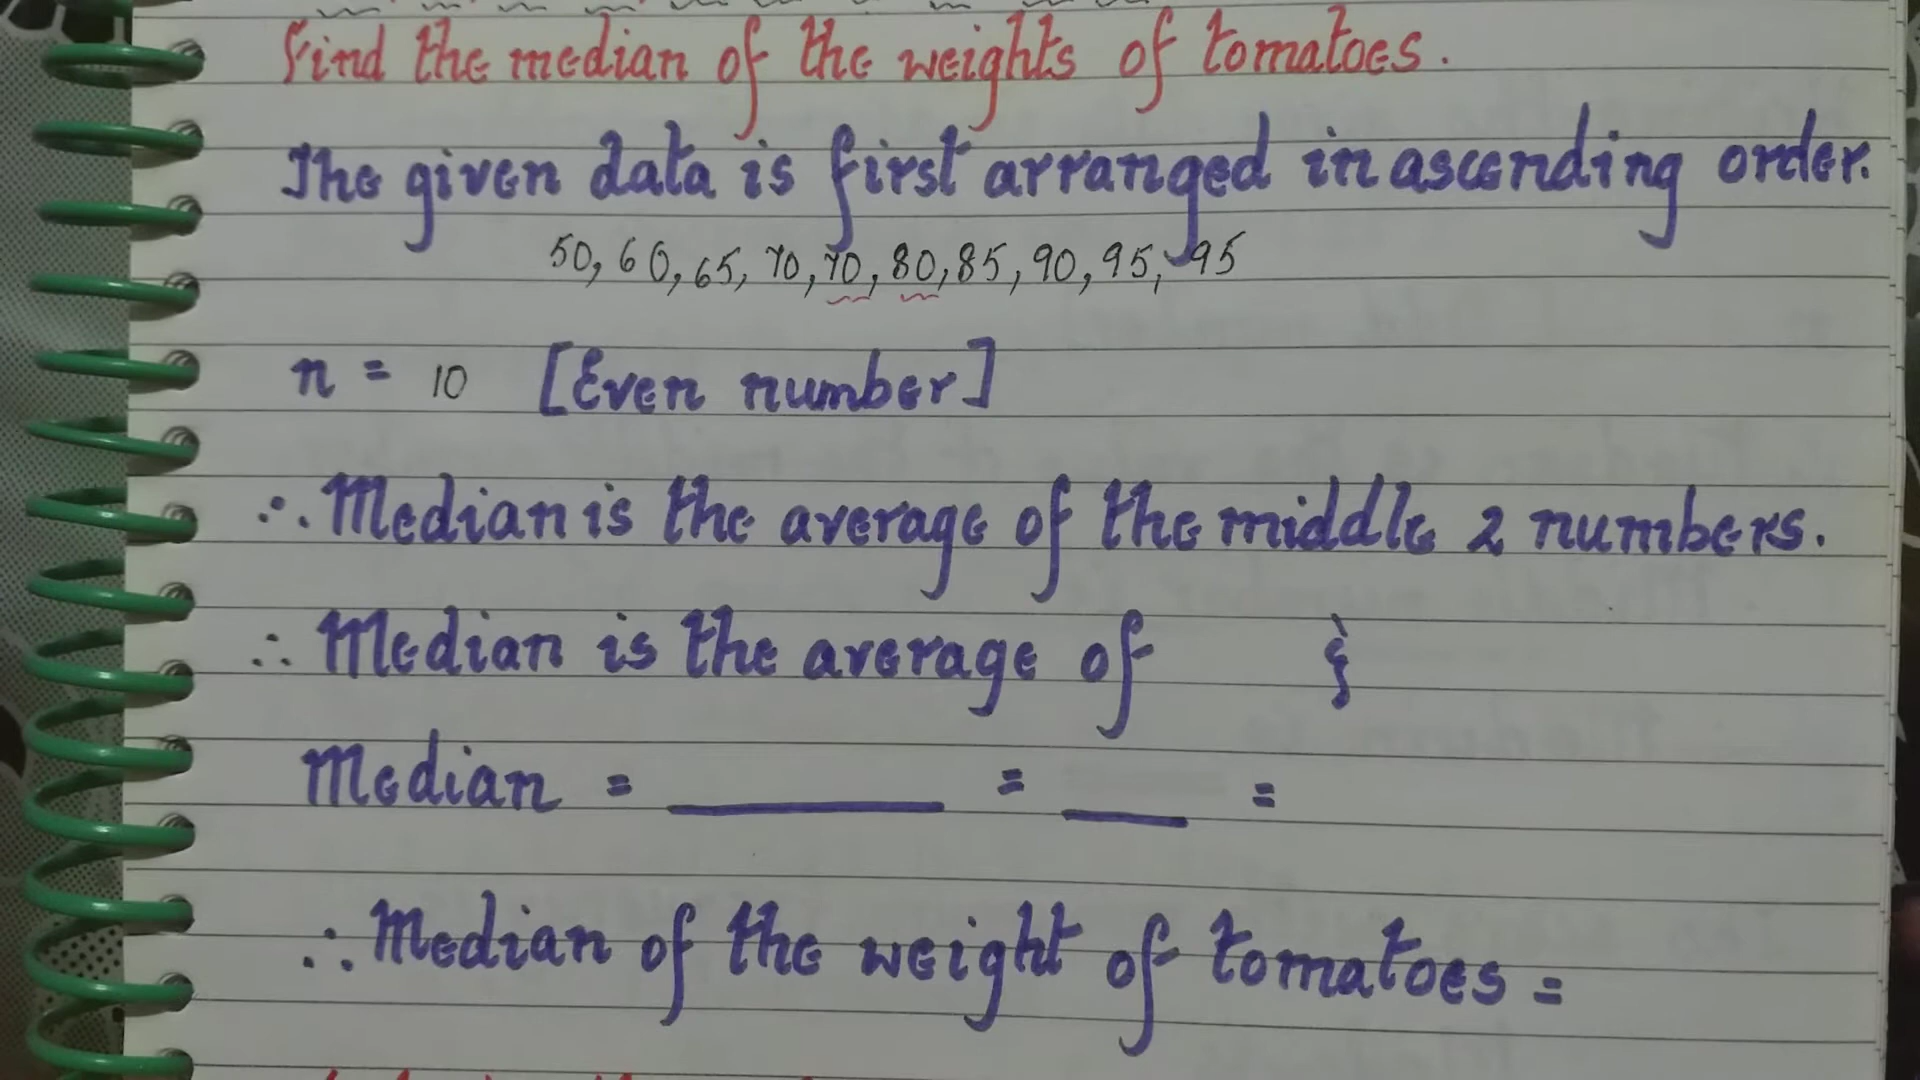 Find the median of the weights of tomatoes.
The given data is first arranged in ascending order.
50, 60, 65, 70, 70, 80, 85, 90, 95, 95
n = 10 [Even number]
∴ Median is the average of the middle 2 numbers.
∴ Median is the average of }
Median = ________ = ____ =
∴ Median of the weight of tomatoes =